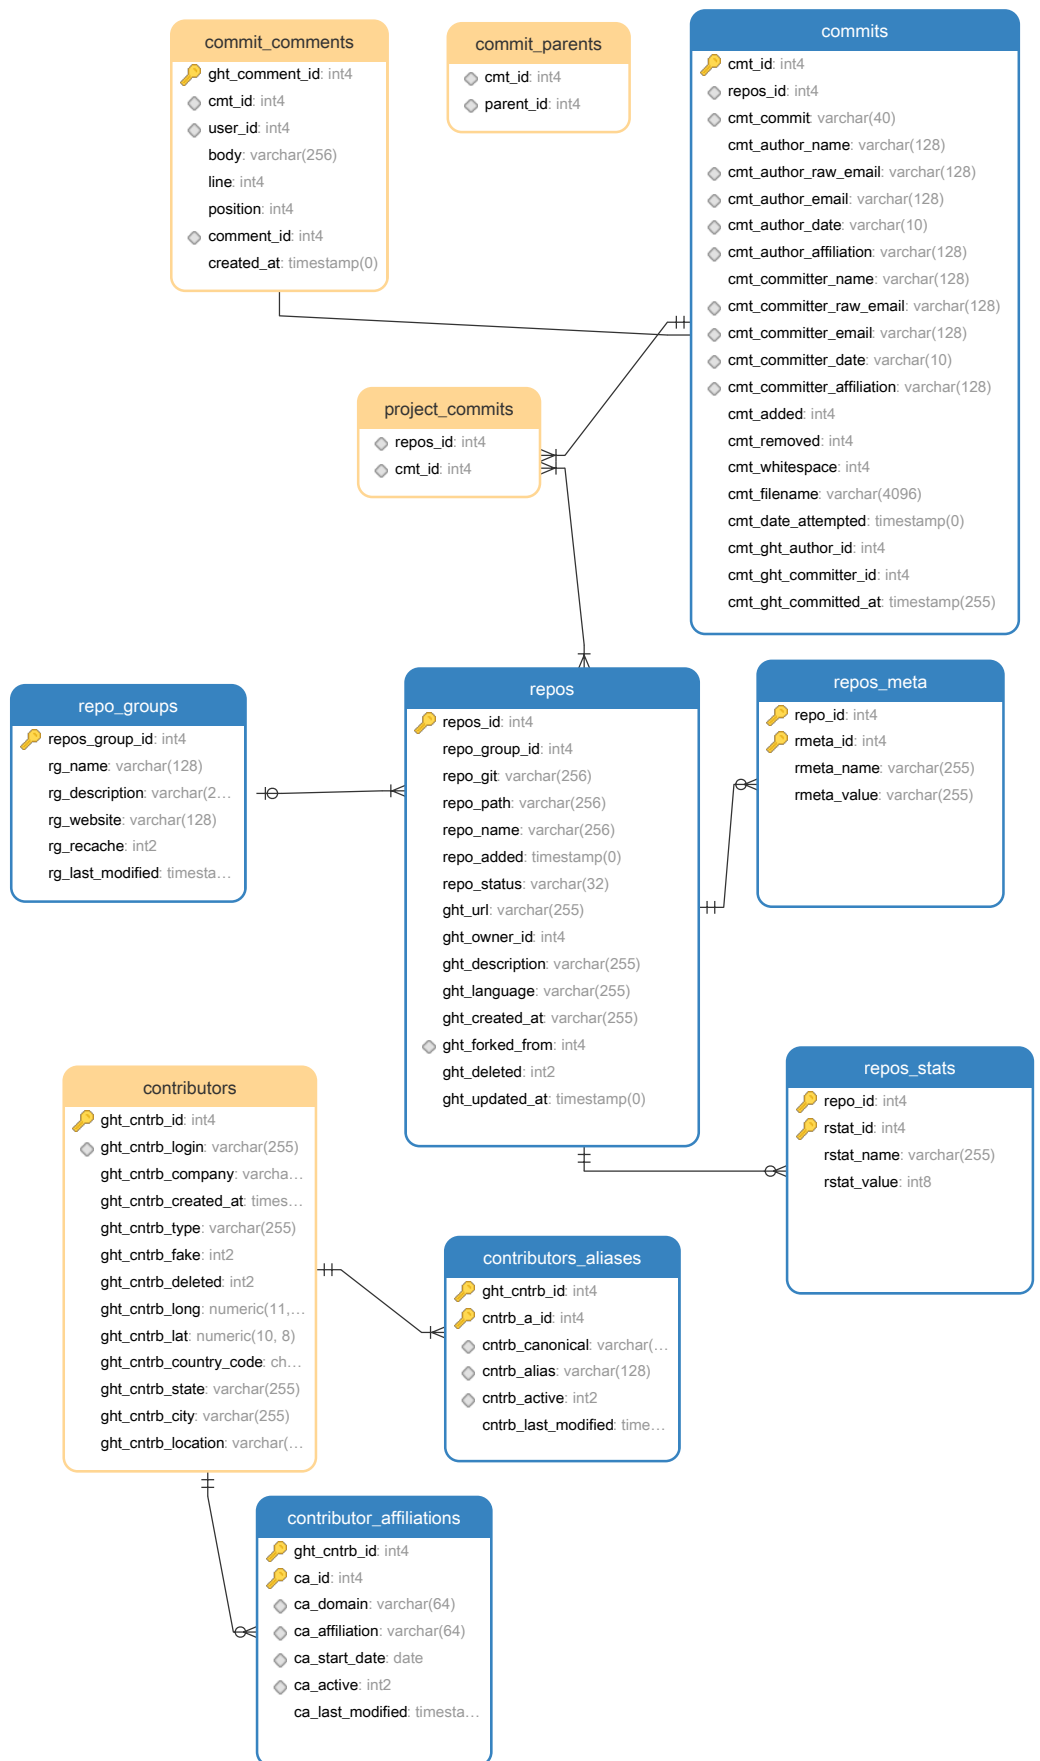 commit_comments
ght_comment_id: int4
cmt_id: int4
user_id: int4
body: varchar(256)
line: int4
position: int4
comment_id: int4
created_at: timestamp(0)
commit_parents
cmt_id: int4
parent_id: int4
commits
cmt_id: int4
repos_id: int4
cmt_commit: varchar(40)
cmt_author_name: varchar(128)
cmt_author_raw_email: varchar(128)
cmt_author_email: varchar(128)
cmt_author_date: varchar(10)
cmt_author_affiliation: varchar(128)
cmt_committer_name: varchar(128)
cmt_committer_raw_email: varchar(128)
cmt_committer_email: varchar(128)
cmt_committer_date: varchar(10)
cmt_committer_affiliation: varchar(128)
cmt_added: int4
cmt_removed: int4
cmt_whitespace: int4
cmt_filename: varchar(4096)
cmt_date_attempted: timestamp(0)
cmt_ght_author_id: int4
cmt_ght_committer_id: int4
cmt_ght_committed_at: timestamp(255)
project_commits
repos_id: int4
cmt_id: int4
repo_groups
repos_group_id: int4
rg_name: varchar(128)
rg_description: varchar(2...
rg_website: varchar(128)
rg_recache: int2
rg_last_modified: timesta...
repos
repos_id: int4
repo_group_id: int4
repo_git: varchar(256)
repo_path: varchar(256)
repo_name: varchar(256)
repo_added: timestamp(0)
repo_status: varchar(32)
ght_url: varchar(255)
ght_owner_id: int4
ght_description: varchar(255)
ght_language: varchar(255)
ght_created_at: varchar(255)
ght_forked_from: int4
ght_deleted: int2
ght_updated_at: timestamp(0)
repos_meta
repo_id: int4
rmeta_id: int4
rmeta_name: varchar(255)
rmeta_value: varchar(255)
repos_stats
repo_id: int4
rstat_id: int4
rstat_name: varchar(255)
rstat_value: int8
contributors
ght_cntrb_id: int4
ght_cntrb_login: varchar(255)
ght_cntrb_company: varcha...
ght_cntrb_created_at: times...
ght_cntrb_type: varchar(255)
ght_cntrb_fake: int2
ght_cntrb_deleted: int2
ght_cntrb_long: numeric(11,...
ght_cntrb_lat: numeric(10, 8)
ght_cntrb_country_code: ch...
ght_cntrb_state: varchar(255)
ght_cntrb_city: varchar(255)
ght_cntrb_location: varchar(...
contributors_aliases
ght_cntrb_id: int4
cntrb_a_id: int4
cntrb_canonical: varchar(...
cntrb_alias: varchar(128)
cntrb_active: int2
cntrb_last_modified: time...
contributor_affiliations
ght_cntrb_id: int4
ca_id: int4
ca_domain: varchar(64)
ca_affiliation: varchar(64)
ca_start_date: date
ca_active: int2
ca_last_modified: timesta...